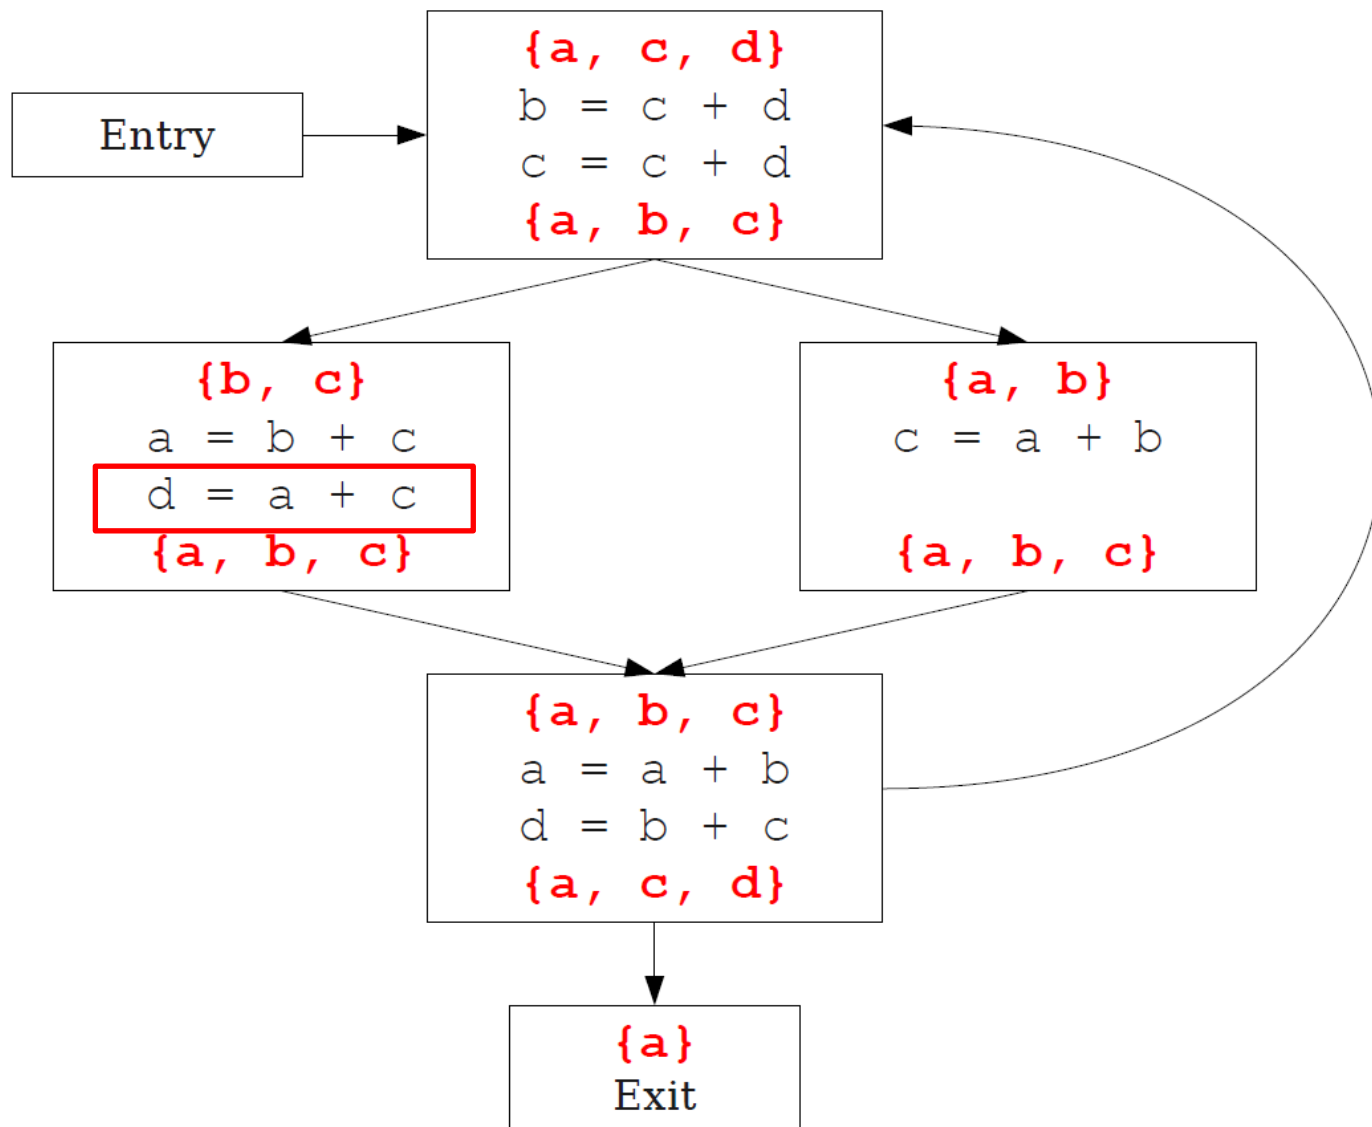 {a, c, d}
Entry
b = c + d
c = c + d
{a, b, c}
{b, c}
a = b + c
d = a + c
{a, b, c}
{a, b}
c = a + b
{a, b, c}
{a, b, c}
a = a + b
d = b + c
{a, c, d}
{a}
Exit